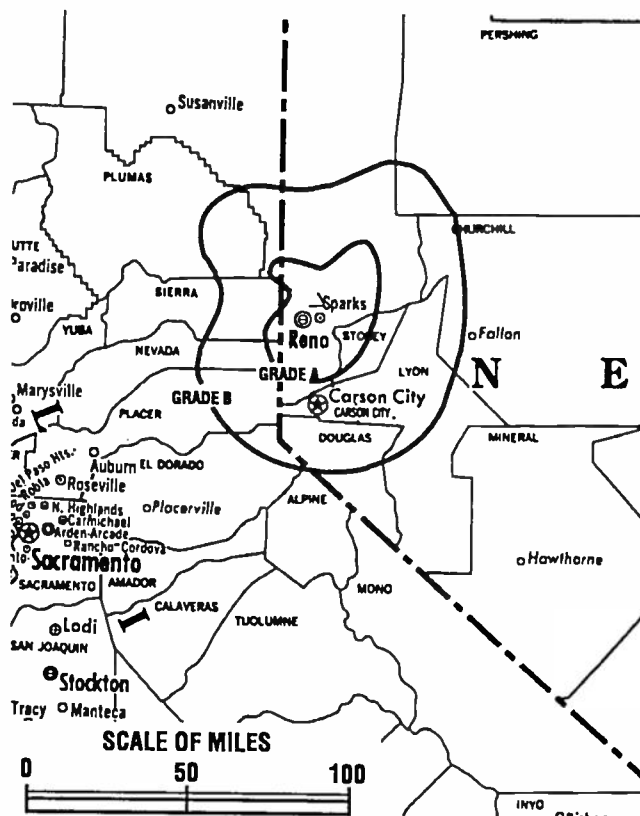 PERSHING
Susanville
PLUMAS
CHURCHILL
UTTE
Paradise
SIERRA
Sparks
Reno
STOREY
Fallon
YUBA
NEVADA
LYON
N E
GRADE A
Marysville
GRADE B
Carson City
CARSON CITY
PLACER
DOUGLAS
MINERAL
Auburn
EL DORADO
Roseville
ALPINE
N. Highlands
Placerville
Carmichael
Arden-Arcade
Rancho-Cordova
Sacramento
Hawthorne
SACRAMENTO
AMADOR
MONO
CALAVERAS
TUOLUMNE
Lodi
SAN JOAQUIN
Stockton
Tracy
Manteca
SCALE OF MILES
0 50 100
INYO